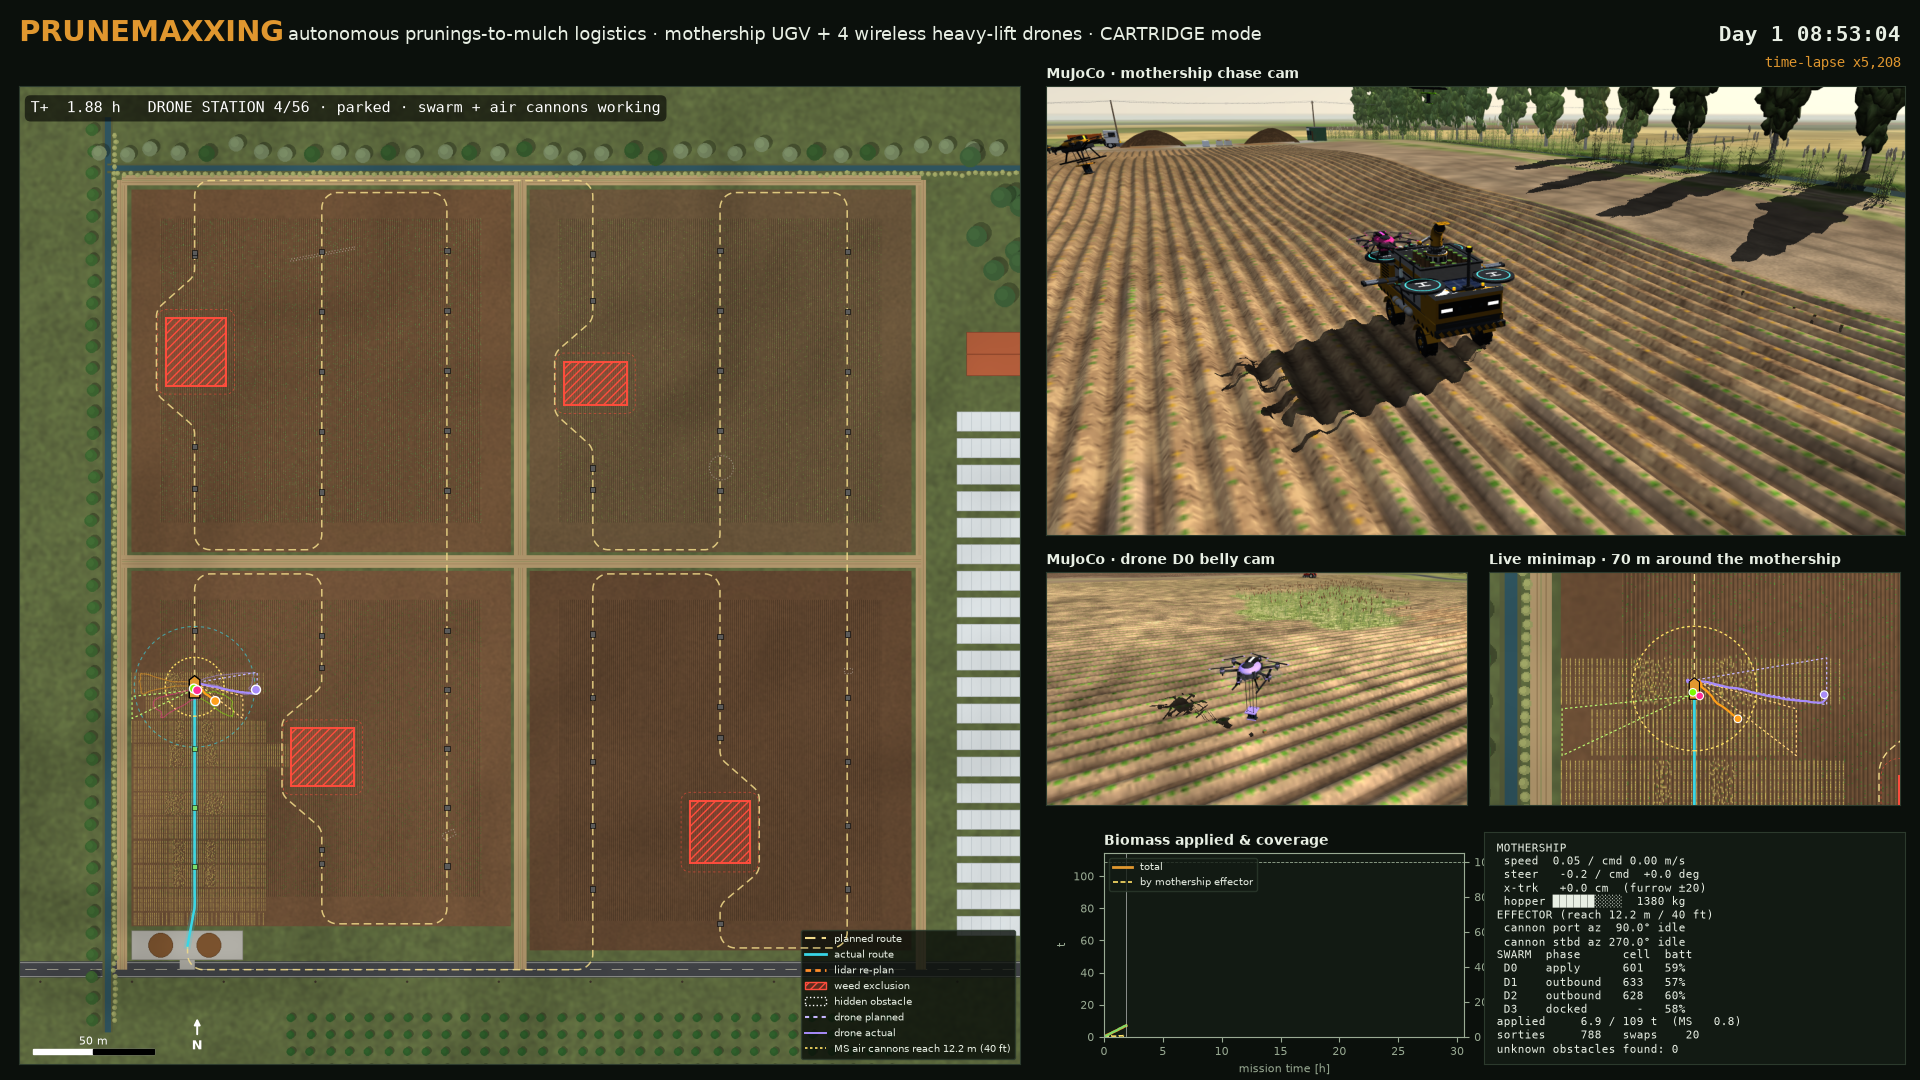 PRUNEMAXXING autonomous prunings-to-mulch logistics · mothership UGV + 4 wireless heavy-lift drones · CARTRIDGE mode
Day 1 08:53:04
time-lapse x5,208
T+ 1.88 h DRONE STATION 4/56 · parked · swarm + air cannons working
planned route
actual route
lidar re-plan
weed exclusion
hidden obstacle
drone planned
drone actual
MS air cannons reach 12.2 m (40 ft)
50 m
N
MuJoCo · mothership chase cam
H
H
MuJoCo · drone D0 belly cam
Live minimap · 70 m around the mothership
Biomass applied & coverage
total
by mothership effector
100
80
60
40
20
0
t
0
5
10
15
20
25
30
mission time [h]
MOTHERSHIP
speed 0.05 / cmd 0.00 m/s
steer -0.2 / cmd +0.0 deg
x-trk +0.0 cm (furrow ±20)
hopper 1380 kg
EFFECTOR (reach 12.2 m / 40 ft)
cannon port az 90.0° idle
cannon stbd az 270.0° idle
SWARM phase cell batt
D0 apply 601 59%
D1 outbound 633 57%
D2 outbound 628 60%
D3 docked - 58%
applied 6.9 / 109 t (MS 0.8)
sorties 788 swaps 20
unknown obstacles found: 0